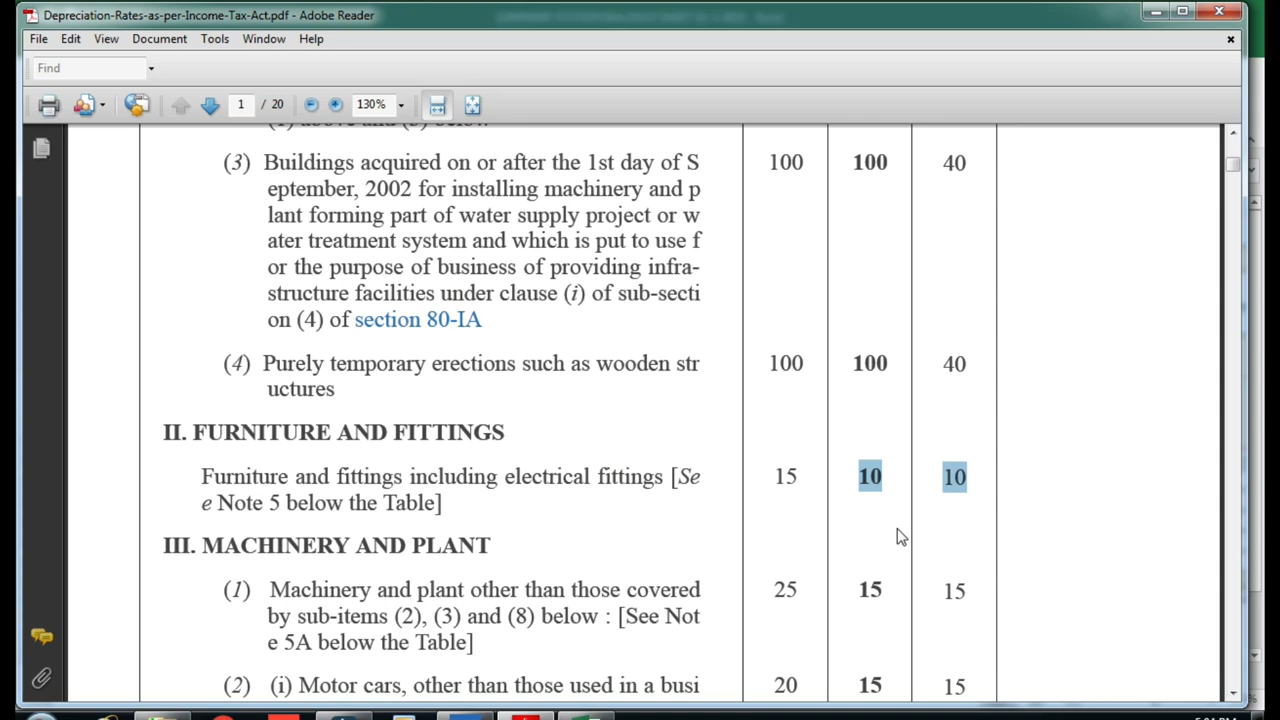 Depreciation-Rates-as-per-Income-Tax-Act.pdf - Adobe Reader
File Edit View Document Tools Window Help
Find
1 / 20 130%
(3) Buildings acquired on or after the 1st day of S 100 100 40
eptember, 2002 for installing machinery and p
lant forming part of water supply project or w
ater treatment system and which is put to use f
or the purpose of business of providing infra-
structure facilities under clause (i) of sub-secti
on (4) of section 80-IA
(4) Purely temporary erections such as wooden str 100 100 40
uctures
II. FURNITURE AND FITTINGS
Furniture and fittings including electrical fittings [Se 15 10 10
e Note 5 below the Table]
III. MACHINERY AND PLANT
(1) Machinery and plant other than those covered 25 15 15
by sub-items (2), (3) and (8) below : [See Not
e 5A below the Table]
(2) (i) Motor cars, other than those used in a busi 20 15 15